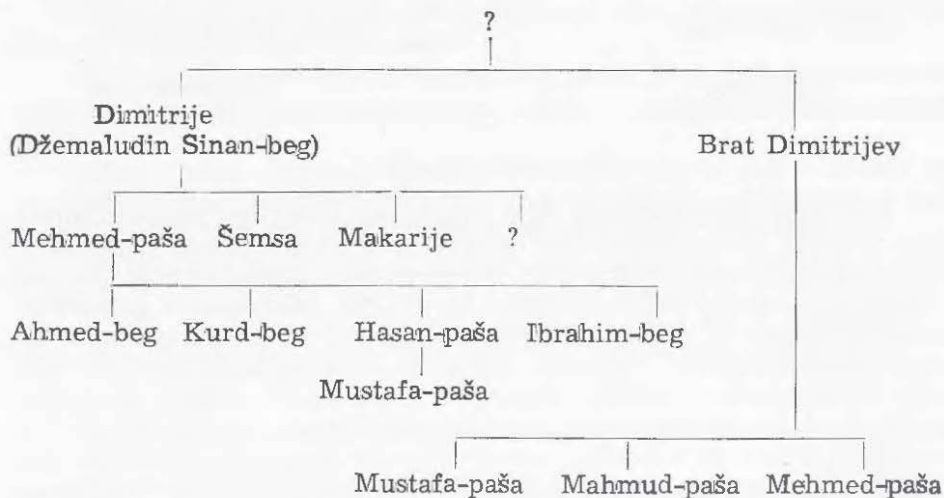 ?
Dimitrije
(Džemaludin Sinan-beg)
Brat Dimitrijev
Mehmed-paša Šemsa Makarije ?
Ahmed-beg Kurd-beg Hasan-paša Ibrahim-beg
Mustafa-paša
Mustafa-paša Mahmud-paša Mehmed-paša